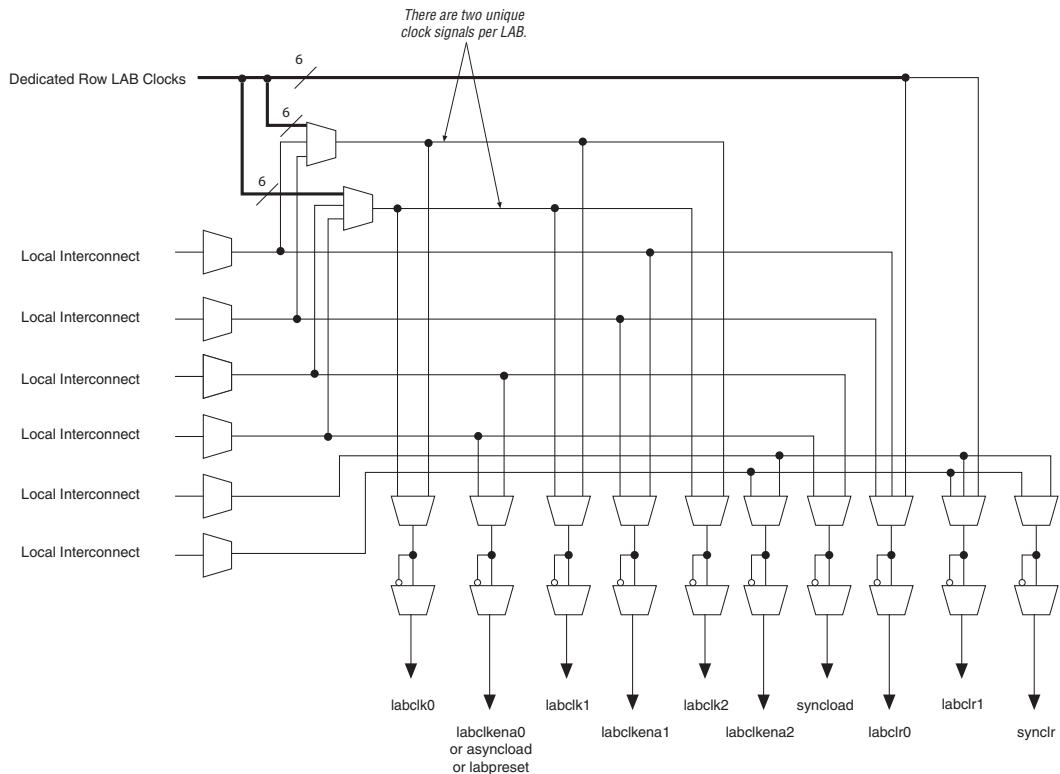 There are two unique
clock signals per LAB.
6
Dedicated Row LAB Clocks
6
6
Local Interconnect
Local Interconnect
Local Interconnect
Local Interconnect
Local Interconnect
Local Interconnect
labclk0
labclkena0
or asyncload
or labpreset
labclk1
labclkena1
labclk2
labclkena2
syncload
labclr0
labclr1
synclr